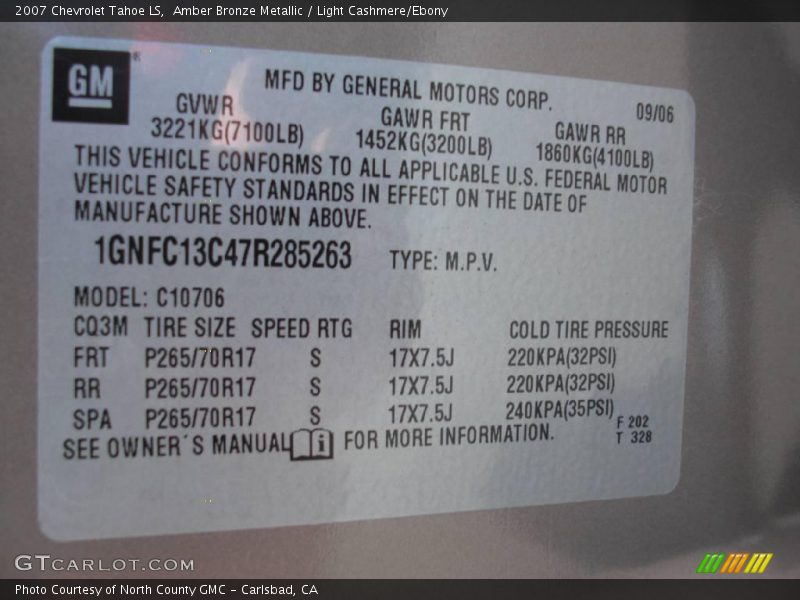 2007 Chevrolet Tahoe LS, Amber Bronze Metallic / Light Cashmere/Ebony
GM ®
MFD BY GENERAL MOTORS CORP.
09/06
GVWR GAWR FRT GAWR RR
3221KG(7100LB) 1452KG(3200LB) 1860KG(4100LB)
THIS VEHICLE CONFORMS TO ALL APPLICABLE U.S. FEDERAL MOTOR
VEHICLE SAFETY STANDARDS IN EFFECT ON THE DATE OF
MANUFACTURE SHOWN ABOVE.
1GNFC13C47R285263 TYPE: M.P.V.
MODEL: C10706
CQ3M TIRE SIZE SPEED RTG RIM COLD TIRE PRESSURE
FRT P265/70R17 S 17X7.5J 220KPA(32PSI)
RR P265/70R17 S 17X7.5J 220KPA(32PSI)
SPA P265/70R17 S 17X7.5J 240KPA(35PSI)
SEE OWNER'S MANUAL i FOR MORE INFORMATION.
F 202
T 328
GTCARLOT.COM
Photo Courtesy of North County GMC - Carlsbad, CA